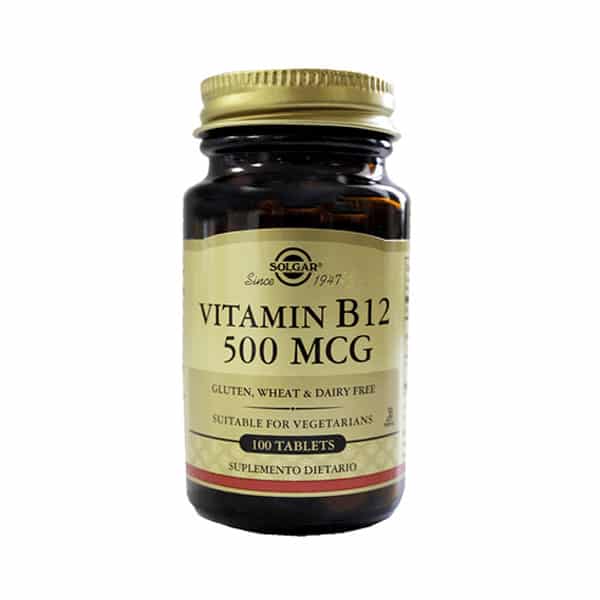 SOLGAR®
Since 1947
VITAMIN B12
500 MCG
GLUTEN, WHEAT & DAIRY FREE
SUITABLE FOR VEGETARIANS
100 TABLETS
SUPLEMENTO DIETARIO